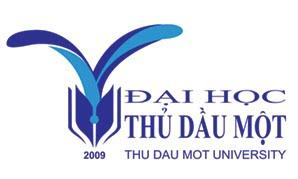 ĐẠI HỌC
THỦ DẦU MỘT
2009
THU DAU MOT UNIVERSITY